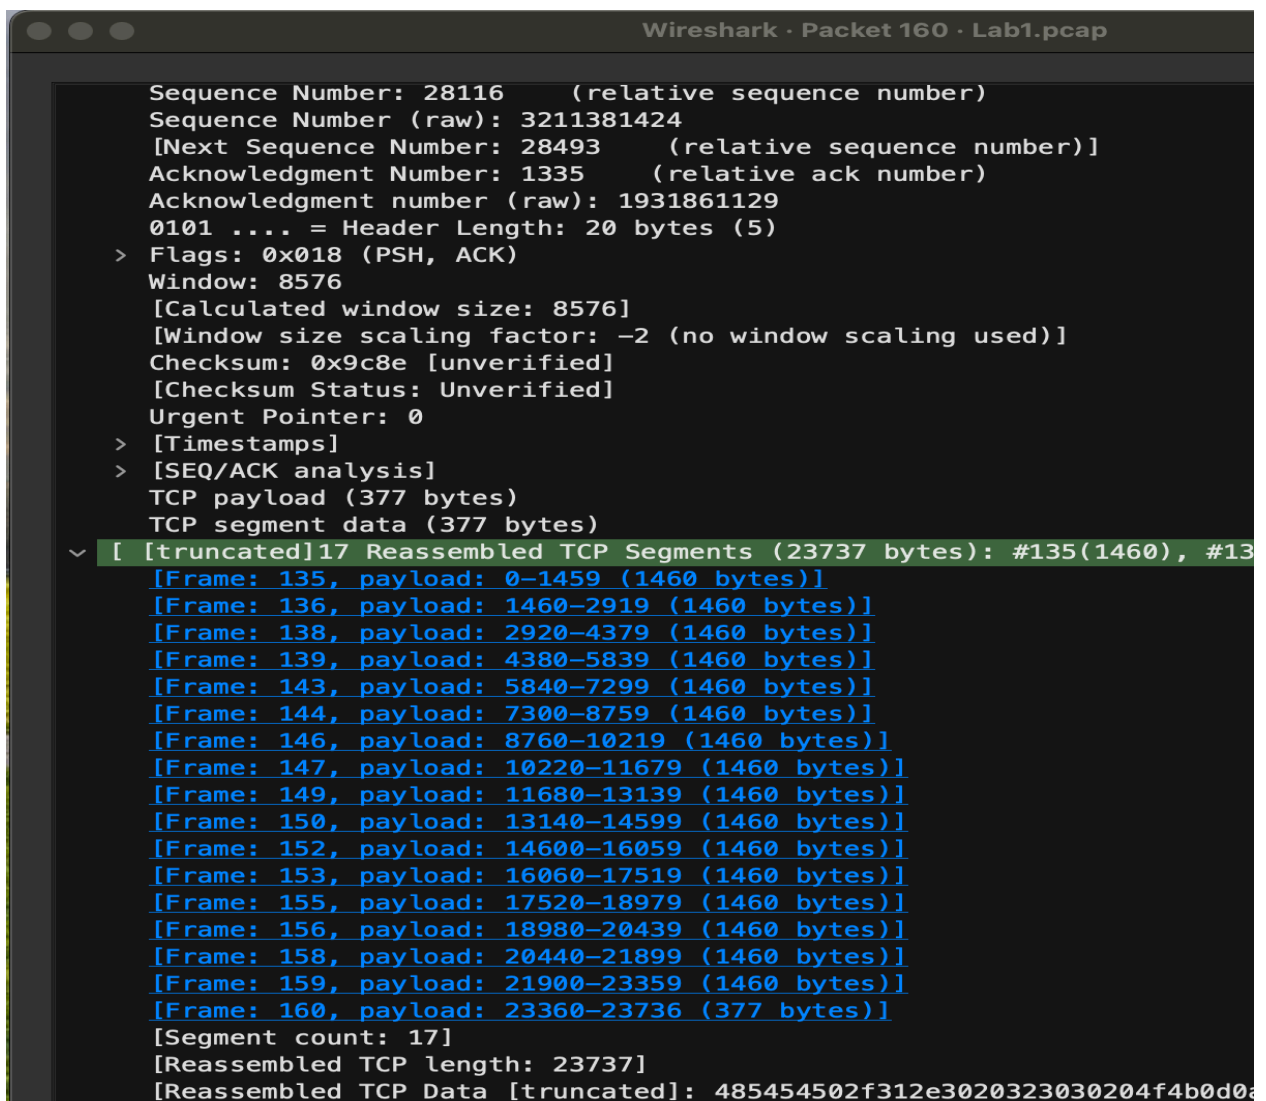 Wireshark · Packet 160 · Lab1.pcap
Sequence Number: 28116    (relative sequence number)
Sequence Number (raw): 3211381424
[Next Sequence Number: 28493    (relative sequence number)]
Acknowledgment Number: 1335    (relative ack number)
Acknowledgment number (raw): 1931861129
0101 .... = Header Length: 20 bytes (5)
> Flags: 0x018 (PSH, ACK)
Window: 8576
[Calculated window size: 8576]
[Window size scaling factor: –2 (no window scaling used)]
Checksum: 0x9c8e [unverified]
[Checksum Status: Unverified]
Urgent Pointer: 0
> [Timestamps]
> [SEQ/ACK analysis]
TCP payload (377 bytes)
TCP segment data (377 bytes)
[ [truncated]17 Reassembled TCP Segments (23737 bytes): #135(1460), #13
[Frame: 135, payload: 0–1459 (1460 bytes)]
[Frame: 136, payload: 1460–2919 (1460 bytes)]
[Frame: 138, payload: 2920–4379 (1460 bytes)]
[Frame: 139, payload: 4380–5839 (1460 bytes)]
[Frame: 143, payload: 5840–7299 (1460 bytes)]
[Frame: 144, payload: 7300–8759 (1460 bytes)]
[Frame: 146, payload: 8760–10219 (1460 bytes)]
[Frame: 147, payload: 10220–11679 (1460 bytes)]
[Frame: 149, payload: 11680–13139 (1460 bytes)]
[Frame: 150, payload: 13140–14599 (1460 bytes)]
[Frame: 152, payload: 14600–16059 (1460 bytes)]
[Frame: 153, payload: 16060–17519 (1460 bytes)]
[Frame: 155, payload: 17520–18979 (1460 bytes)]
[Frame: 156, payload: 18980–20439 (1460 bytes)]
[Frame: 158, payload: 20440–21899 (1460 bytes)]
[Frame: 159, payload: 21900–23359 (1460 bytes)]
[Frame: 160, payload: 23360–23736 (377 bytes)]
[Segment count: 17]
[Reassembled TCP length: 23737]
[Reassembled TCP Data [truncated]: 485454502f312e3020323030204f4b0d0a